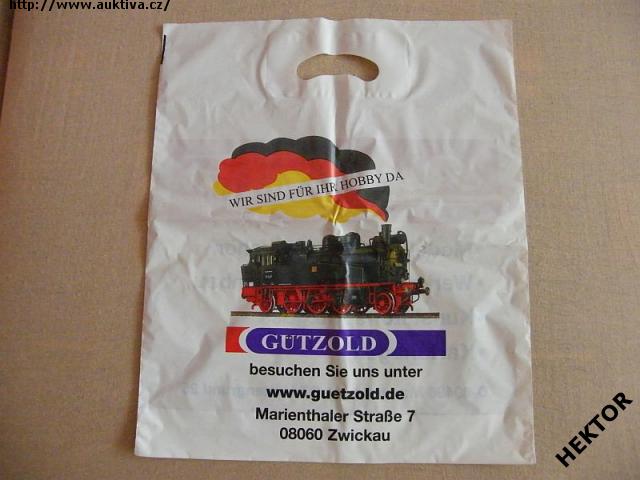 http://www.auktiva.cz/
WIR SIND FÜR IHR HOBBY DA
GÜTZOLD
besuchen Sie uns unter
www.guetzold.de
Marienthaler Straße 7
08060 Zwickau
HEKTOR